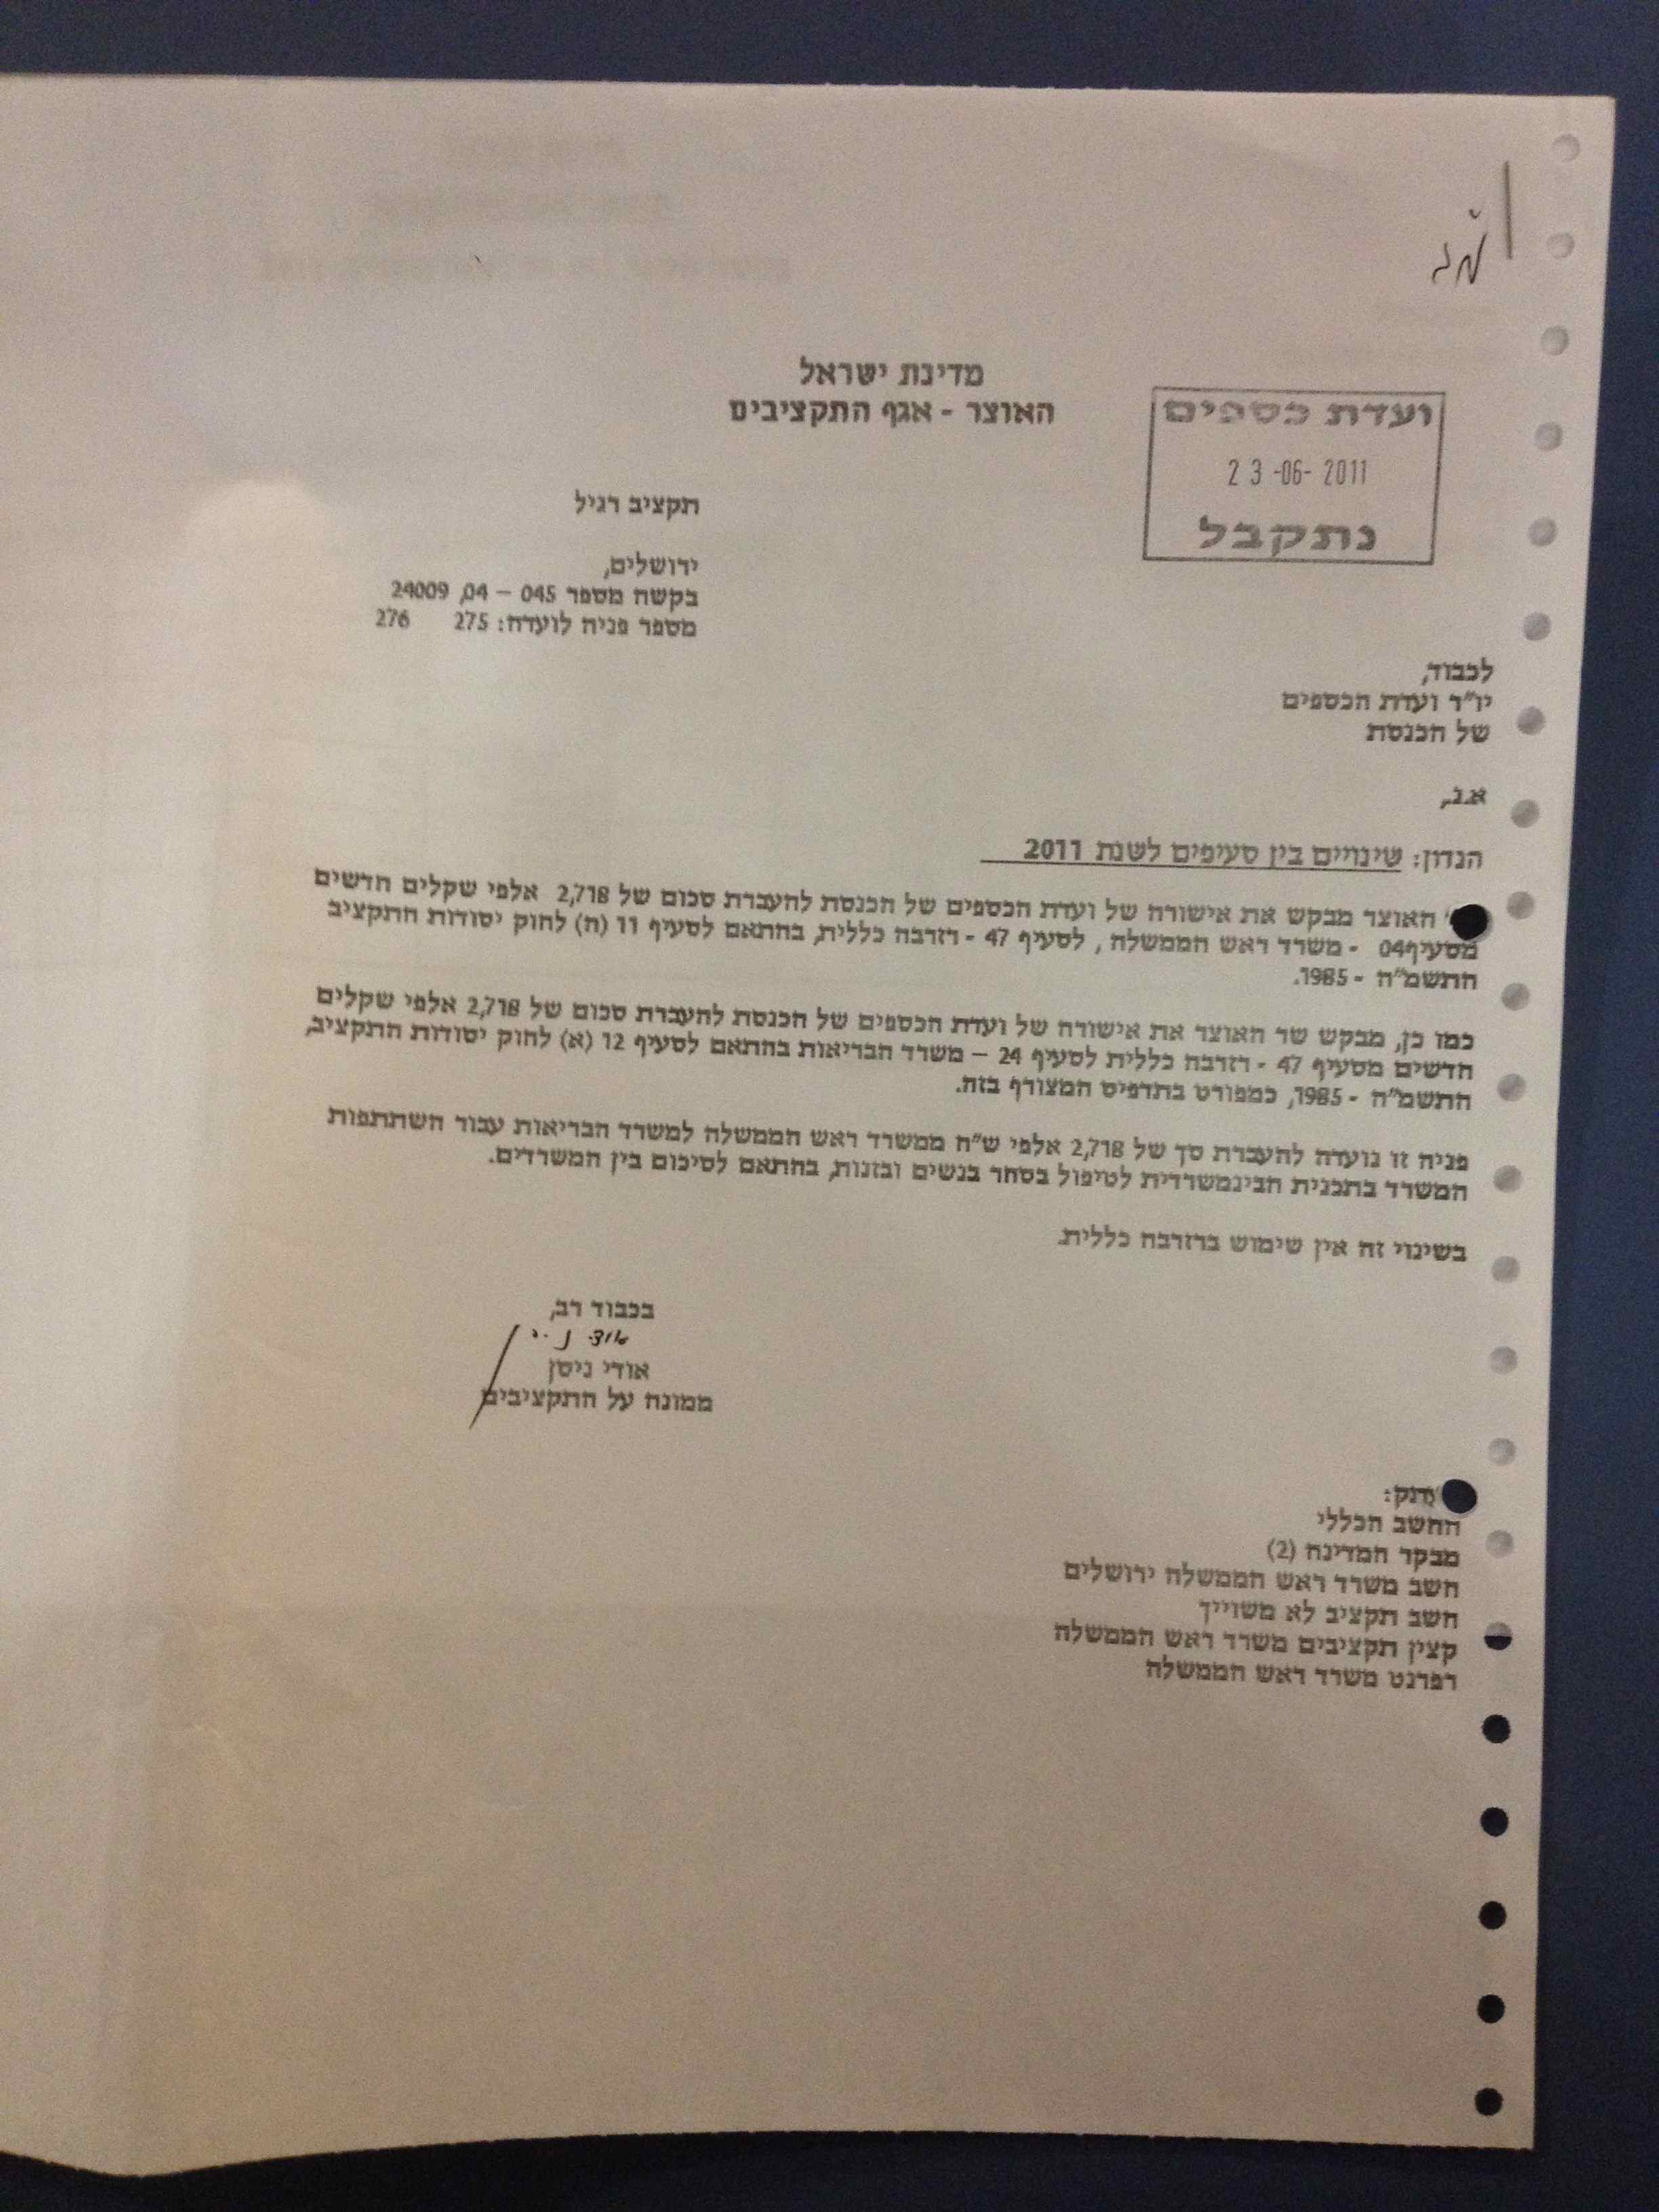 מדינת ישראל
האוצר - אגף התקציבים
ועדת כספים
23-06-2011
נתקבל
תקציב רגיל
ירושלים,
בקשה מספר 045 – 04, 24009
מספר פניה לועדה: 275 276
לכבוד,
יו"ר ועדת הכספים
של הכנסת
א.נ.,
הנדון: שינויים בין סעיפים לשנת 2011
האוצר מבקש את אישורה של ועדת הכספים של הכנסת להעברת סכום של 2,718 אלפי שקלים חדשים
מסעיף04 - משרד ראש הממשלה , לסעיף 47 - רזרבה כללית, בהתאם לסעיף 11 (ח) לחוק יסודות התקציב
התשמ"ה - 1985.
כמו כן, מבקש שר האוצר את אישורה של ועדת הכספים של הכנסת להעברת סכום של 2,718 אלפי שקלים
חדשים מסעיף 47 - רזרבה כללית לסעיף 24 – משרד הבריאות בהתאם לסעיף 12 (א) לחוק יסודות התקציב,
התשמ"ה - 1985, כמפורט בתדפיס המצורף בזה.
פניה זו נועדה להעברת סך של 2,718 אלפי ש"ח ממשרד ראש הממשלה למשרד הבריאות עבור השתתפות
המשרד בתכנית הבינמשרדית לטיפול בסחר בנשים ובזנות, בהתאם לסיכום בין המשרדים.
בשינוי זה אין שימוש ברזרבה כללית.
בכבוד רב,
אודי ניסן
ממונה על התקציבים
החשב הכללי
מבקר המדינה (2)
חשב משרד ראש הממשלה ירושלים
חשב תקציב לא משוייך
קצין תקציבים משרד ראש הממשלה
רפרנט משרד ראש הממשלה